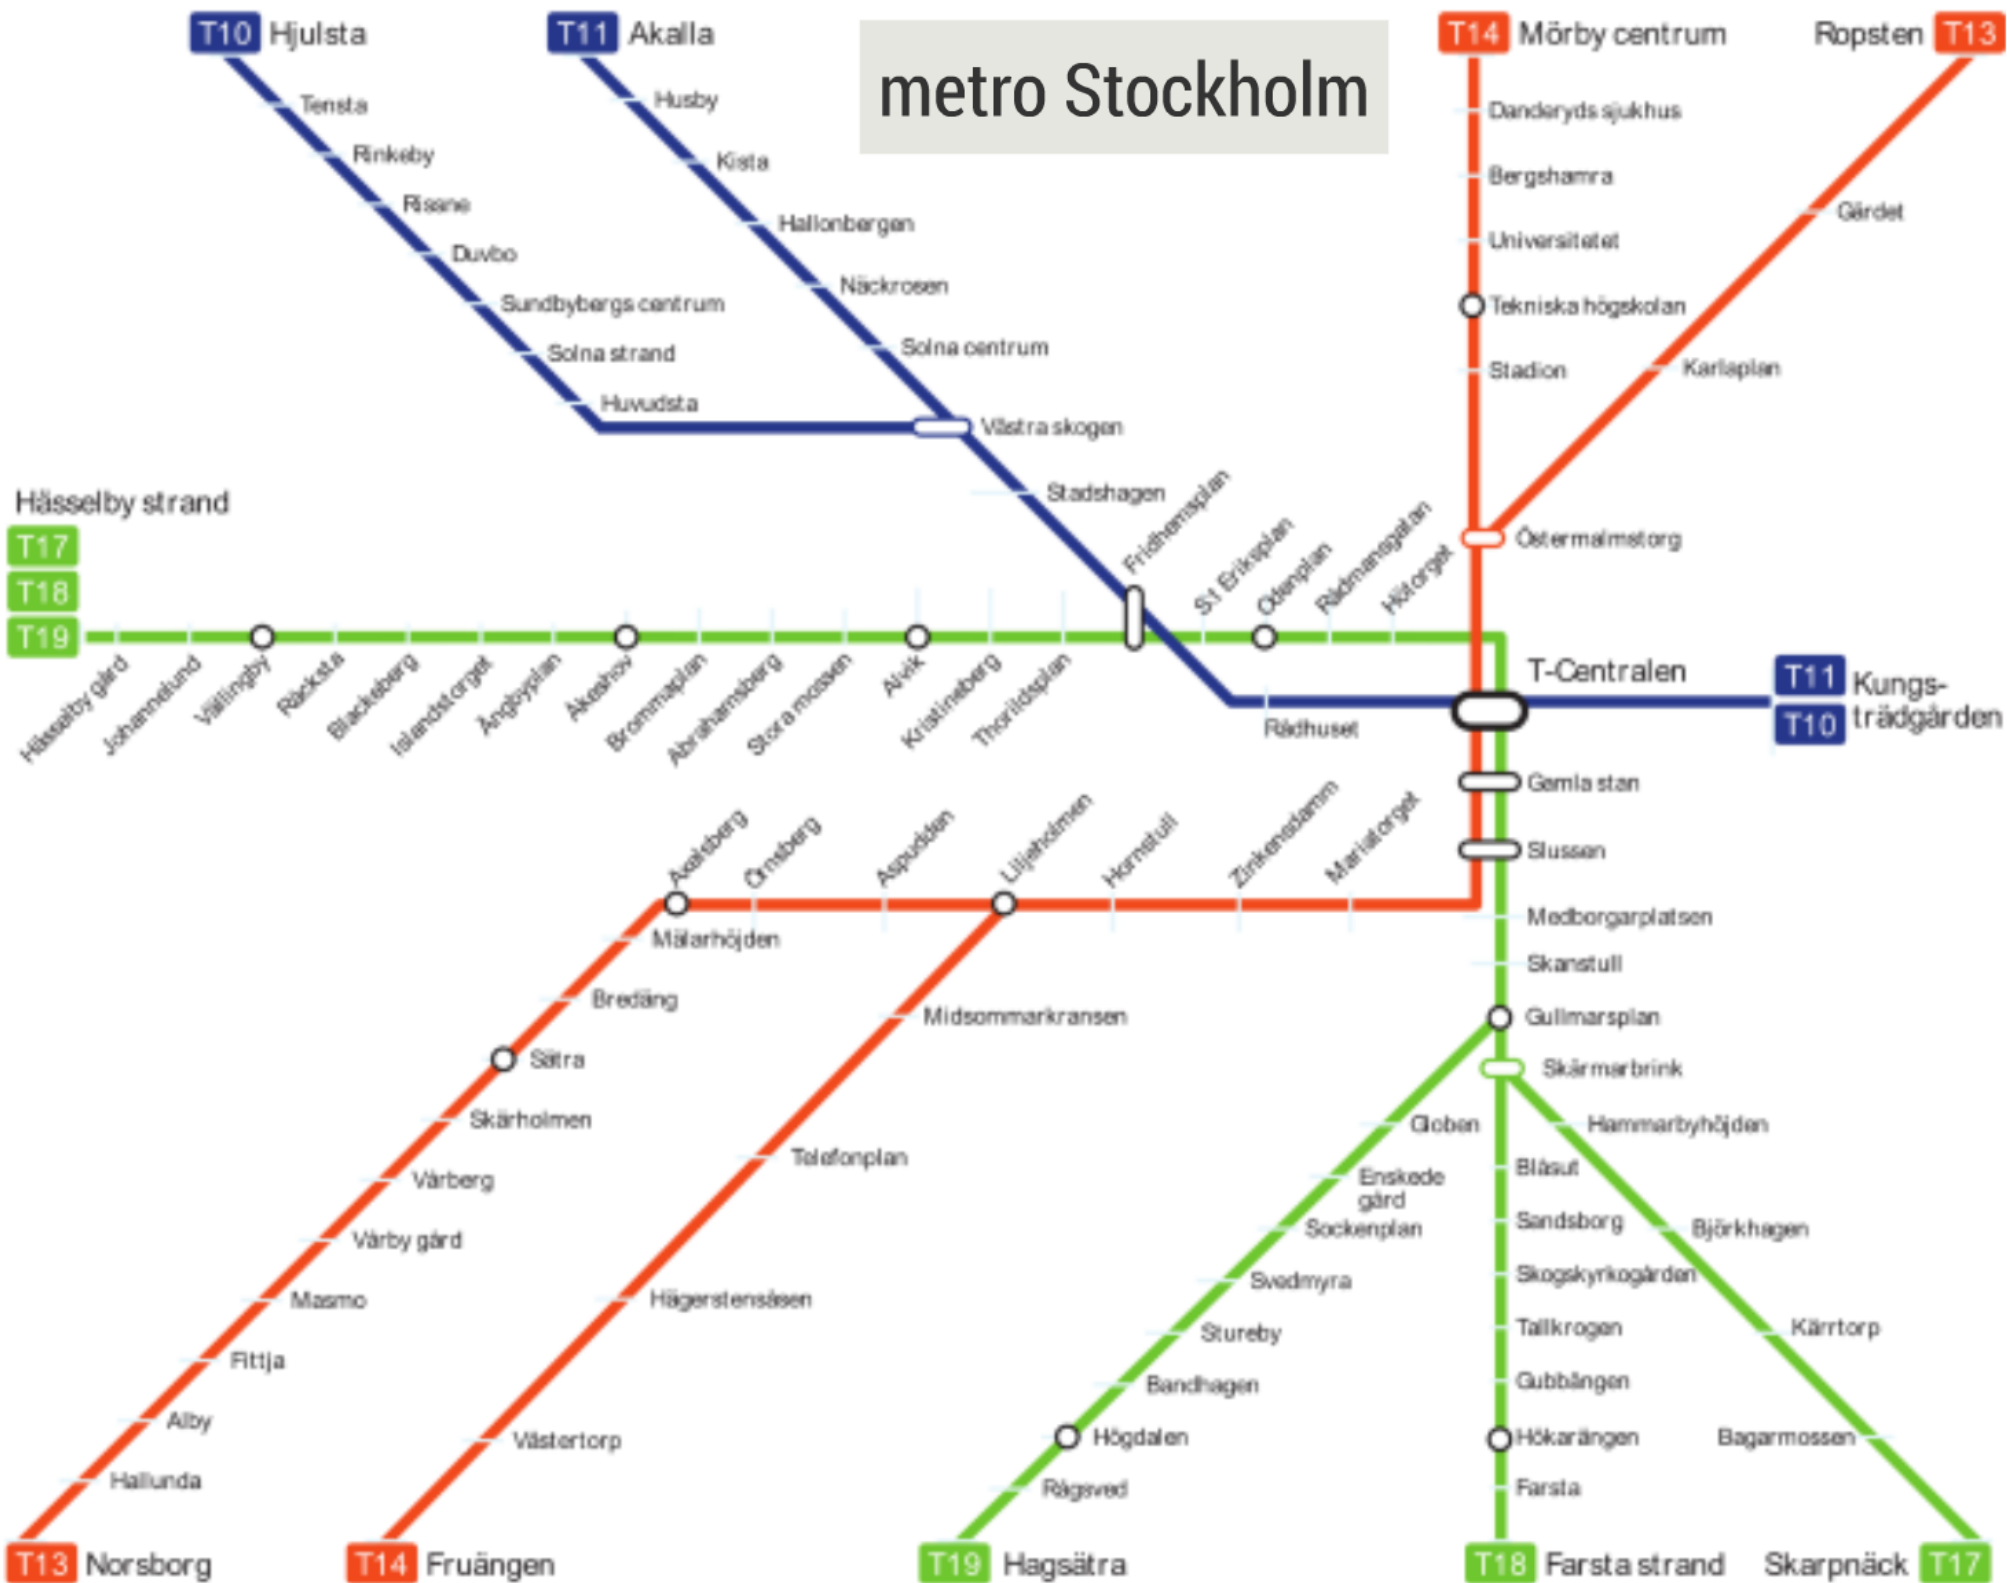 T10 Hjulsta
T11 Akalla
metro Stockholm
T14 Mörby centrum
Ropsten T13
Tensta
Rinkeby
Rissne
Duvbo
Sundbybergs centrum
Solna strand
Huvudsta
Husby
Kista
Hallonbergen
Näckrosen
Solna centrum
Västra skogen
Stadshagen
Danderyds sjukhus
Bergshamra
Universitetet
Tekniska högskolan
Stadion
Gärdet
Karlaplan
Östermalmstorg
Hässelby strand
T17
T18
T19
Hässelby gård
Johannelund
Vällingby
Råcksta
Blackeberg
Islandstorget
Ängbyplan
Åkeshov
Brommaplan
Abrahamsberg
Stora mossen
Alvik
Kristineberg
Thorildsplan
Fridhemsplan
S:t Eriksplan
Odenplan
Rådmansgatan
Hötorget
Rådhuset
T-Centralen
T11
T10
Kungs-
trädgården
Gamla stan
Slussen
Medborgarplatsen
Skanstull
Gullmarsplan
Skärmarbrink
Axelsberg
Örnsberg
Aspudden
Liljeholmen
Hornstull
Zinkensdamm
Mariatorget
Mälarhöjden
Bredäng
Sätra
Skärholmen
Vårberg
Vårby gård
Masmo
Fittja
Alby
Hallunda
T13 Norsborg
Midsommarkransen
Telefonplan
Hägerstensåsen
Västertorp
T14 Fruängen
Globen
Enskede
gård
Sockenplan
Svedmyra
Stureby
Bandhagen
Högdalen
Rågsved
T19 Hagsätra
Blåsut
Sandsborg
Skogskyrkogården
Tallkrogen
Gubbängen
Hökarängen
Farsta
T18 Farsta strand
Hammarbyhöjden
Björkhagen
Kärrtorp
Bagarmossen
Skarpnäck T17